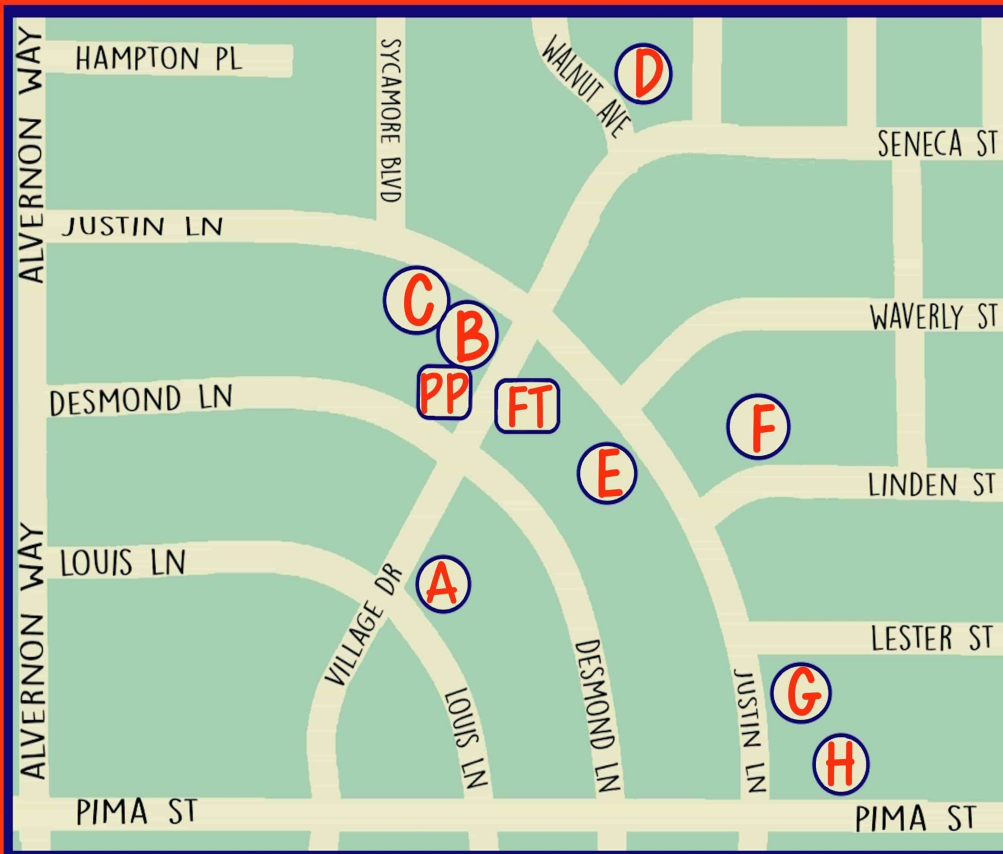 ALVERNON WAY
HAMPTON PL
SYCAMORE BLVD
WALNUT AVE
D
SENECA ST
JUSTIN LN
C
B
WAVERLY ST
PP
FT
DESMOND LN
F
E
LINDEN ST
ALVERNON WAY
LOUIS LN
VILLAGE DR
A
LESTER ST
DESMOND LN
G
JUSTIN LN
LOUIS LN
H
PIMA ST
PIMA ST